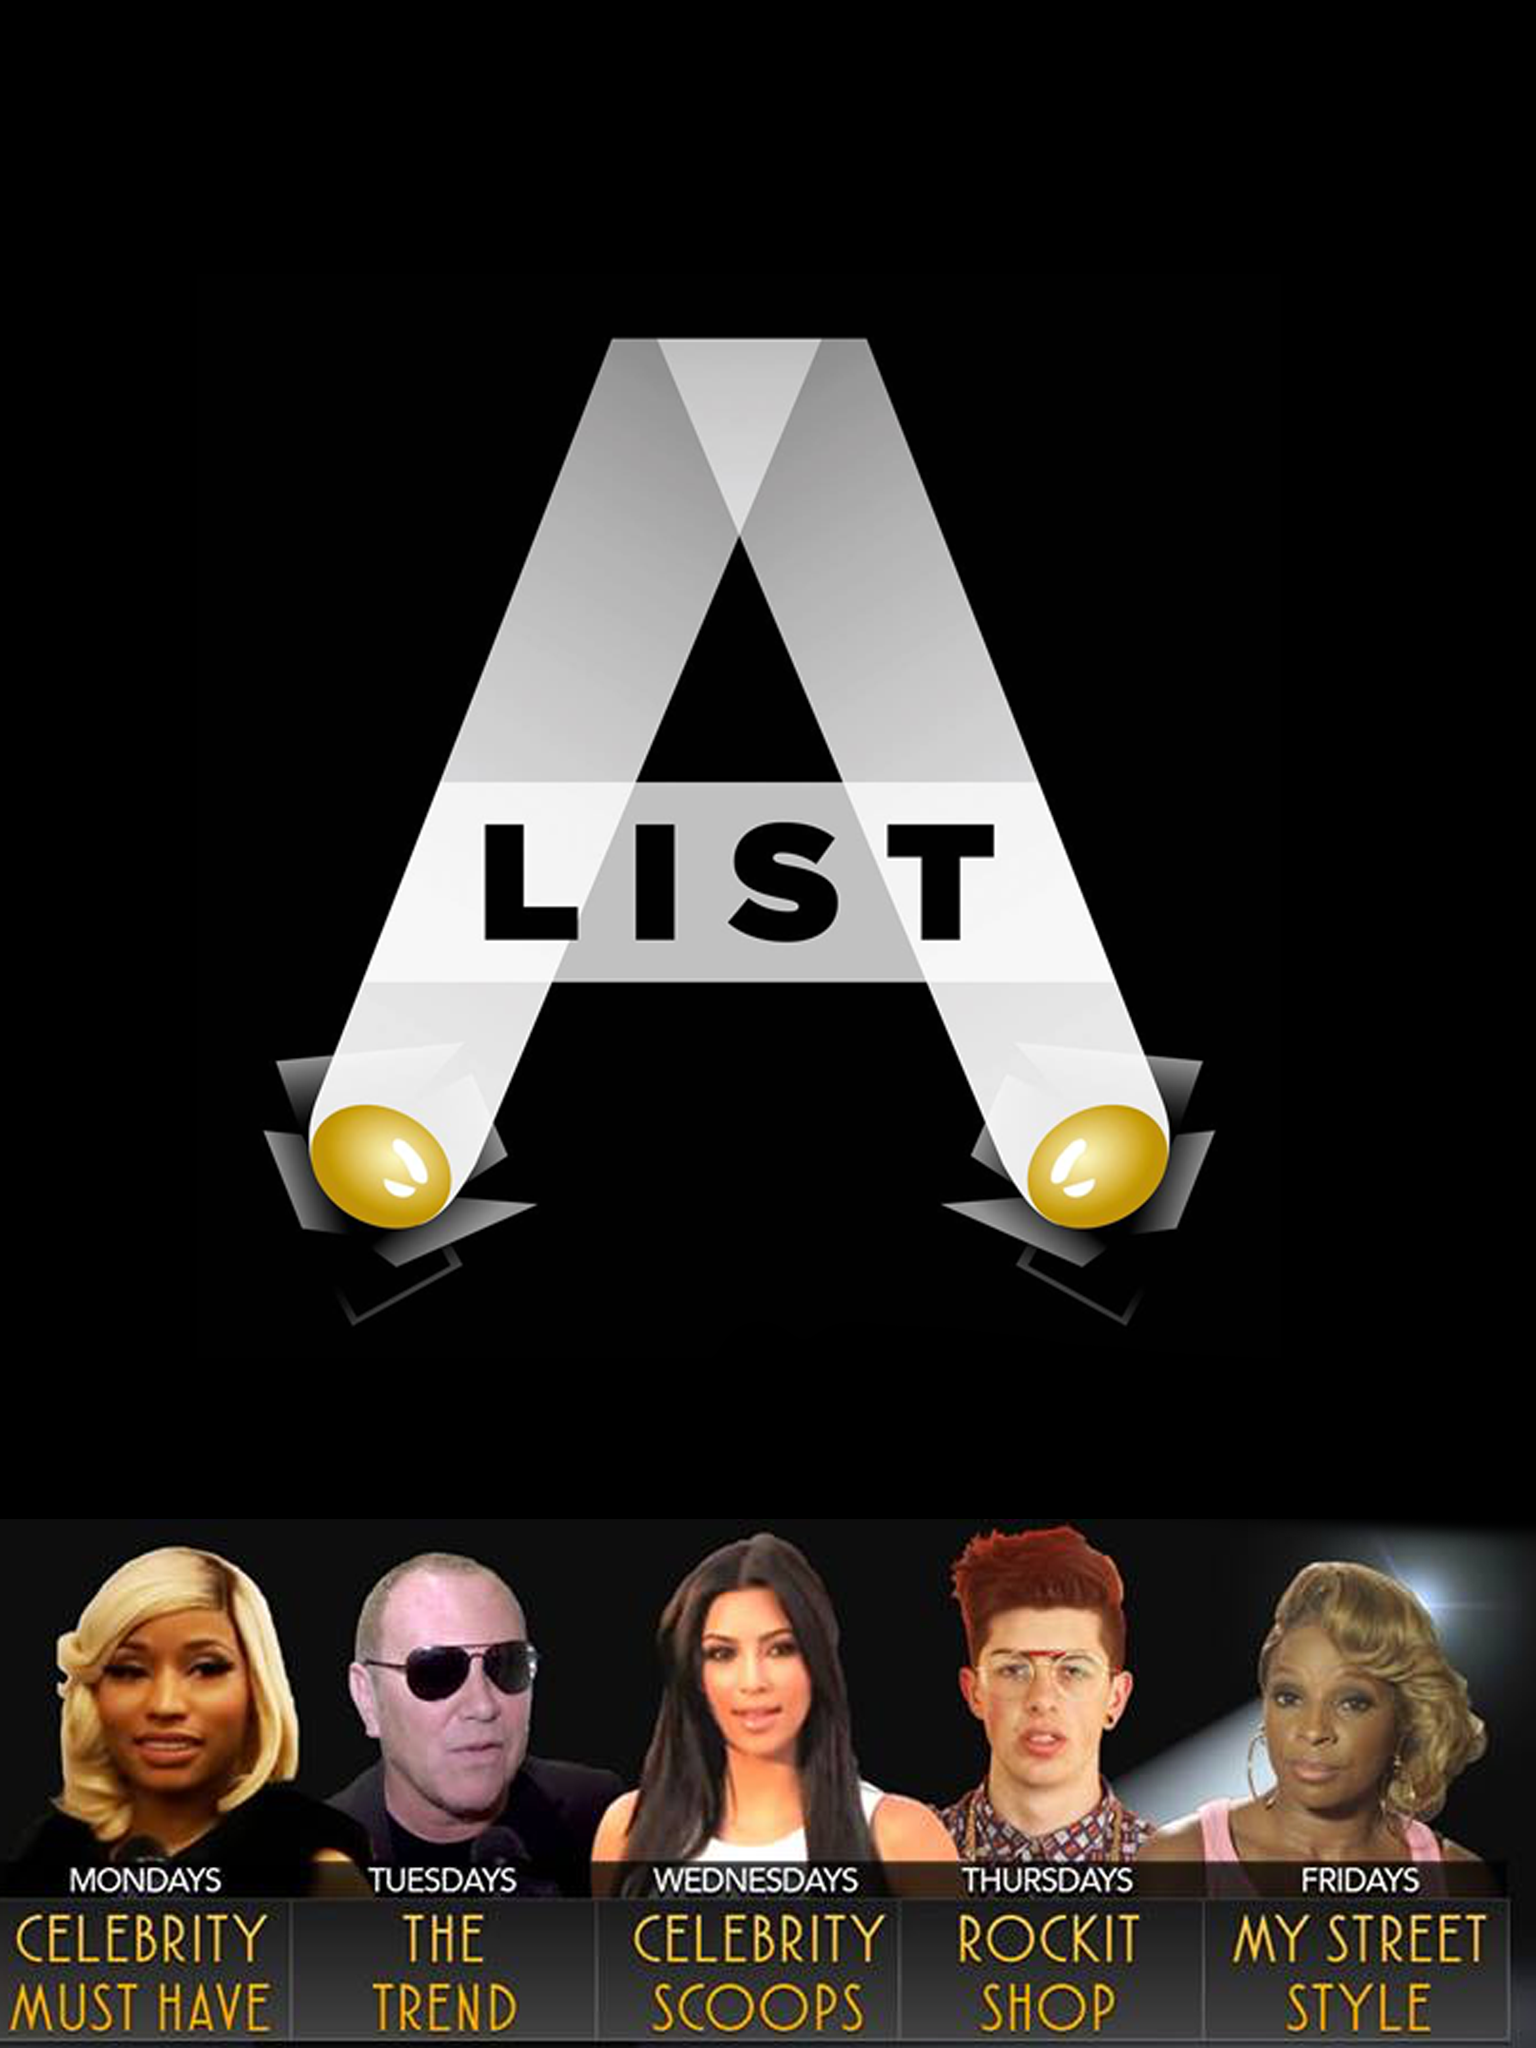 A
LIST
MONDAYS
CELEBRITY
MUST HAVE
TUESDAYS
THE
TREND
WEDNESDAYS
CELEBRITY
SCOOPS
THURSDAYS
ROCKIT
SHOP
FRIDAYS
MY STREET
STYLE